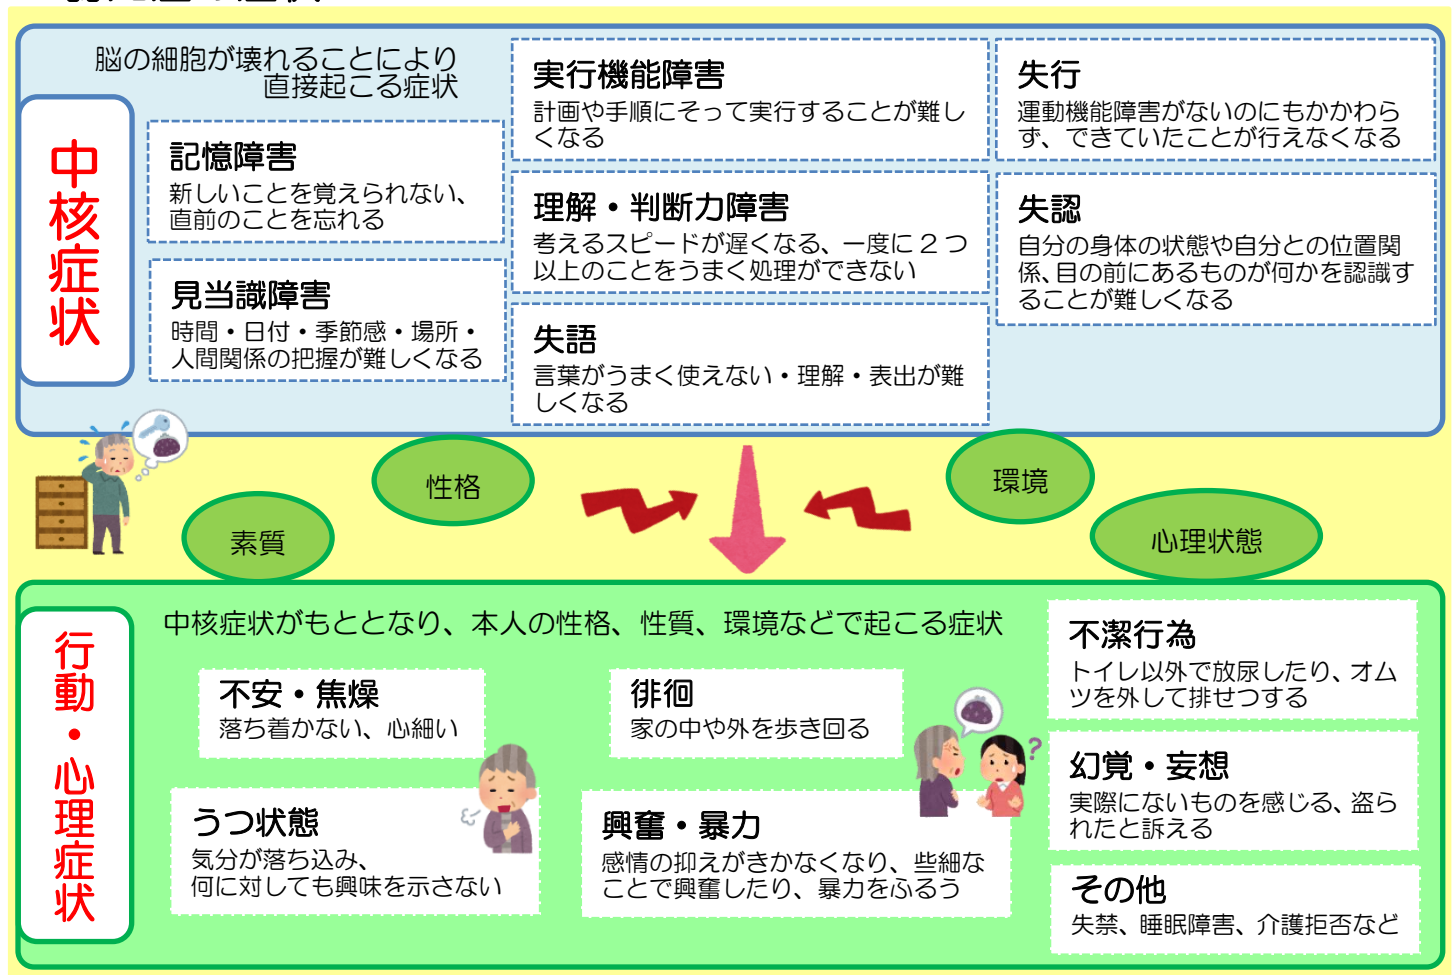 脳の細胞が壊れることにより
直接起こる症状
中核症状
記憶障害
新しいことを覚えられない、
直前のことを忘れる
見当識障害
時間・日付・季節感・場所・
人間関係の把握が難しくなる
実行機能障害
計画や手順にそって実行することが難し
くなる
理解・判断力障害
考えるスピードが遅くなる、一度に２つ
以上のことをうまく処理ができない
失語
言葉がうまく使えない・理解・表出が難
しくなる
失行
運動機能障害がないのにもかかわら
ず、できていたことが行えなくなる
失認
自分の身体の状態や自分との位置関
係、目の前にあるものが何かを認識す
ることが難しくなる
素質
性格
環境
心理状態
行動・心理症状
中核症状がもととなり、本人の性格、性質、環境などで起こる症状
不安・焦燥
落ち着かない、心細い
徘徊
家の中や外を歩き回る
うつ状態
気分が落ち込み、
何に対しても興味を示さない
興奮・暴力
感情の抑えがきかなくなり、些細な
ことで興奮したり、暴力をふるう
?
不潔行為
トイレ以外で放尿したり、オム
ツを外して排せつする
幻覚・妄想
実際にないものを感じる、盗ら
れたと訴える
その他
失禁、睡眠障害、介護拒否など